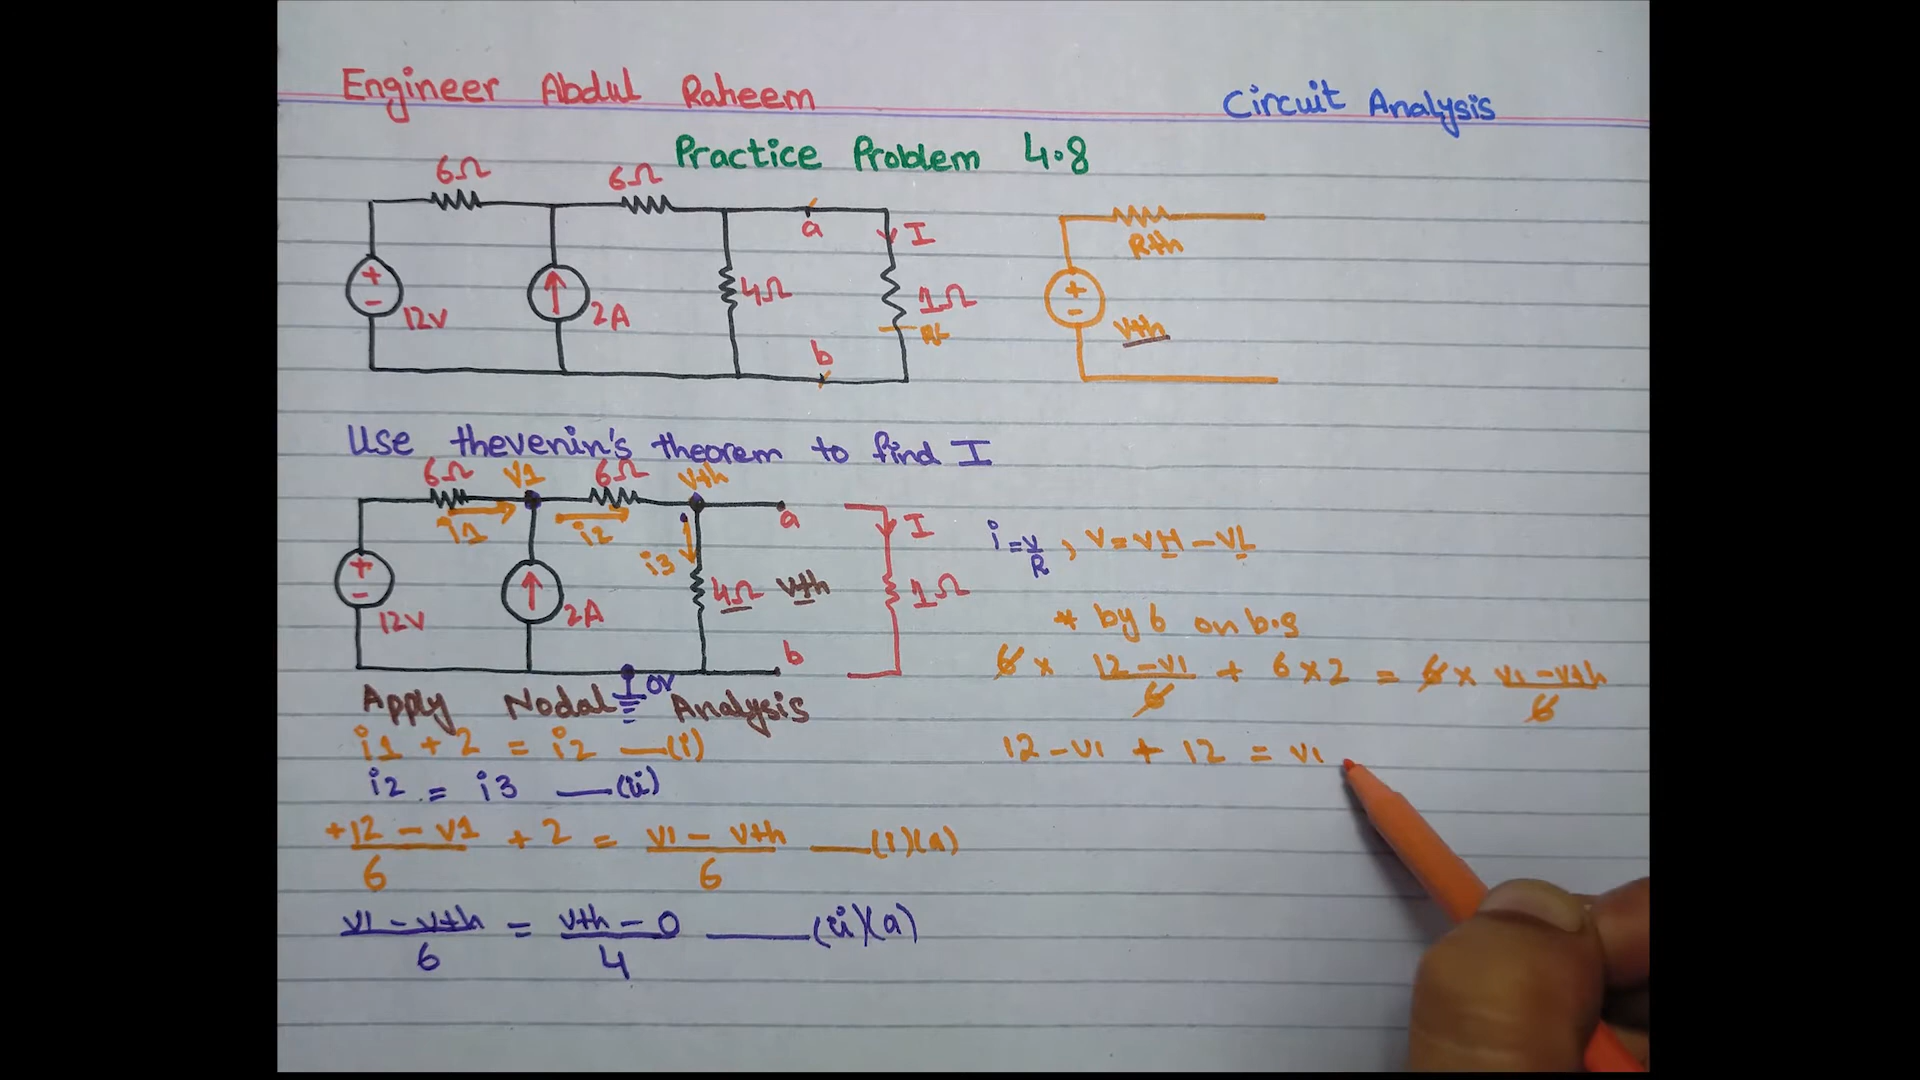 Engineer Abdul Raheem
Circuit Analysis
Practice Problem 4.8
6Ω
6Ω
a
I
+
-
12V
2A
4Ω
1Ω
RL
b
Rth
+
-
Vth
Use thevenin's theorem to find I
6Ω
V1
6Ω
Vth
i1
i2
i3
a
I
+
-
12V
2A
4Ω
Vth
1Ω
b
0V
i = V/R , V = VH - VL
Apply Nodal Analysis
i1 + 2 = i2 —(i)
i2 = i3 —(ii)
+12 - V1/6 + 2 = V1 - Vth/6 —(i)(a)
V1 - Vth/6 = Vth - 0/4 —(ii)(a)
* by 6 on b.s
6 × 12 - V1/6 + 6 × 2 = 6 × V1 - Vth/6
12 - V1 + 12 = V1